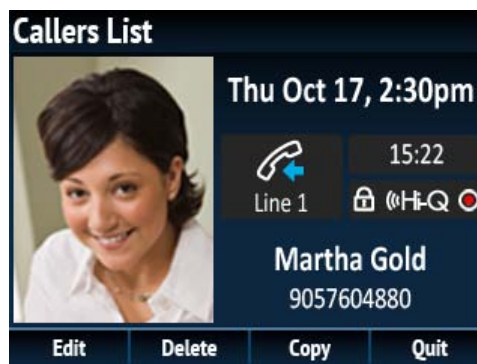 Callers List
Thu Oct 17, 2:30pm
15:22
Line 1
Hi-Q
Martha Gold
9057604880
Edit Delete Copy Quit